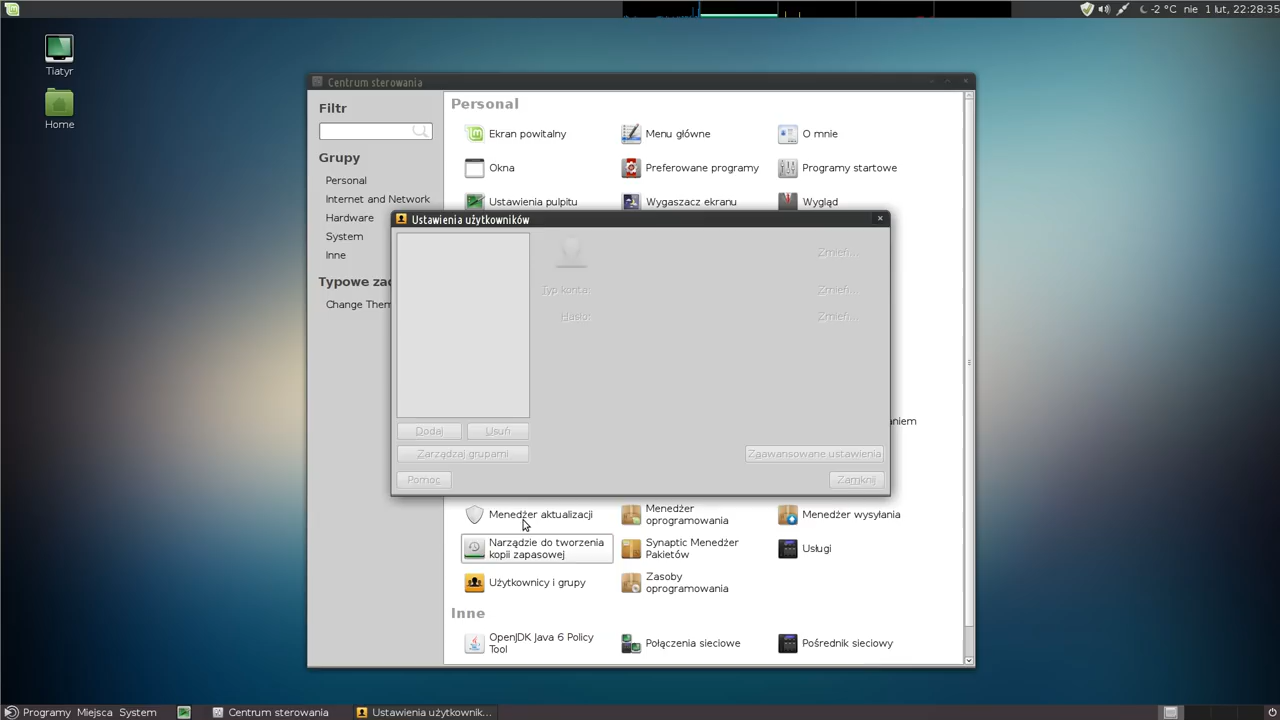 -2 °C nie 1 lut, 22:28:35
Tiatyr
Home
Centrum sterowania
Filtr
Grupy
Personal
Internet and Network
Hardware
System
Inne
Typowe zad
Change Them
Personal
Ekran powitalny
Menu główne
O mnie
Okna
Preferowane programy
Programy startowe
Ustawienia pulpitu
Wygaszacz ekranu
Wygląd
Ustawienia użytkowników
Zmień...
Typ konta:
Zmień...
Hasło:
Zmień...
Dodaj
Usuń
Zarządzaj grupami
Zaawansowane ustawienia
Pomoc
Zamknij
aniem
Menedżer aktualizacji
Menedżer
oprogramowania
Menedżer wysyłania
Narzędzie do tworzenia
kopii zapasowej
Synaptic Menedżer
Pakietów
Usługi
Użytkownicy i grupy
Zasoby
oprogramowania
Inne
OpenJDK Java 6 Policy
Tool
Połączenia sieciowe
Pośrednik sieciowy
Programy Miejsca System
Centrum sterowania
Ustawienia użytkownik...